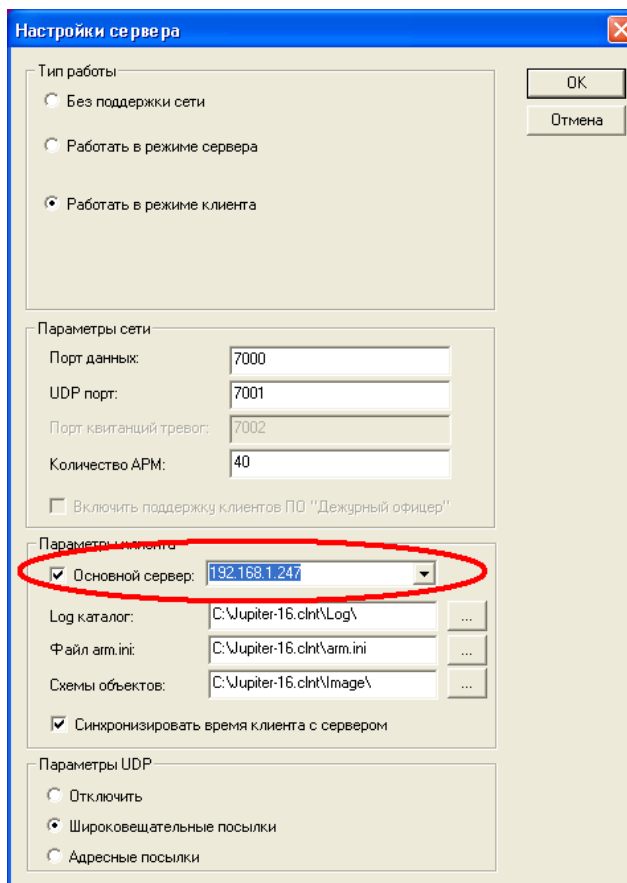 Настройки сервера
Тип работы
OK
Без поддержки сети
Отмена
Работать в режиме сервера
Работать в режиме клиента
Параметры сети
Порт данных: 7000
UDP порт: 7001
Порт квитанций тревог: 7002
Количество АРМ: 40
Включить поддержку клиентов ПО "Дежурный офицер"
Параметры клиента
Основной сервер: 192.168.1.247
Log каталог: C:\Jupiter-16.clnt\Log\ ...
Файл arm.ini: C:\Jupiter-16.clnt\arm.ini ...
Схемы объектов: C:\Jupiter-16.clnt\Image\ ...
Синхронизировать время клиента с сервером
Параметры UDP
Отключить
Широковещательные посылки
Адресные посылки